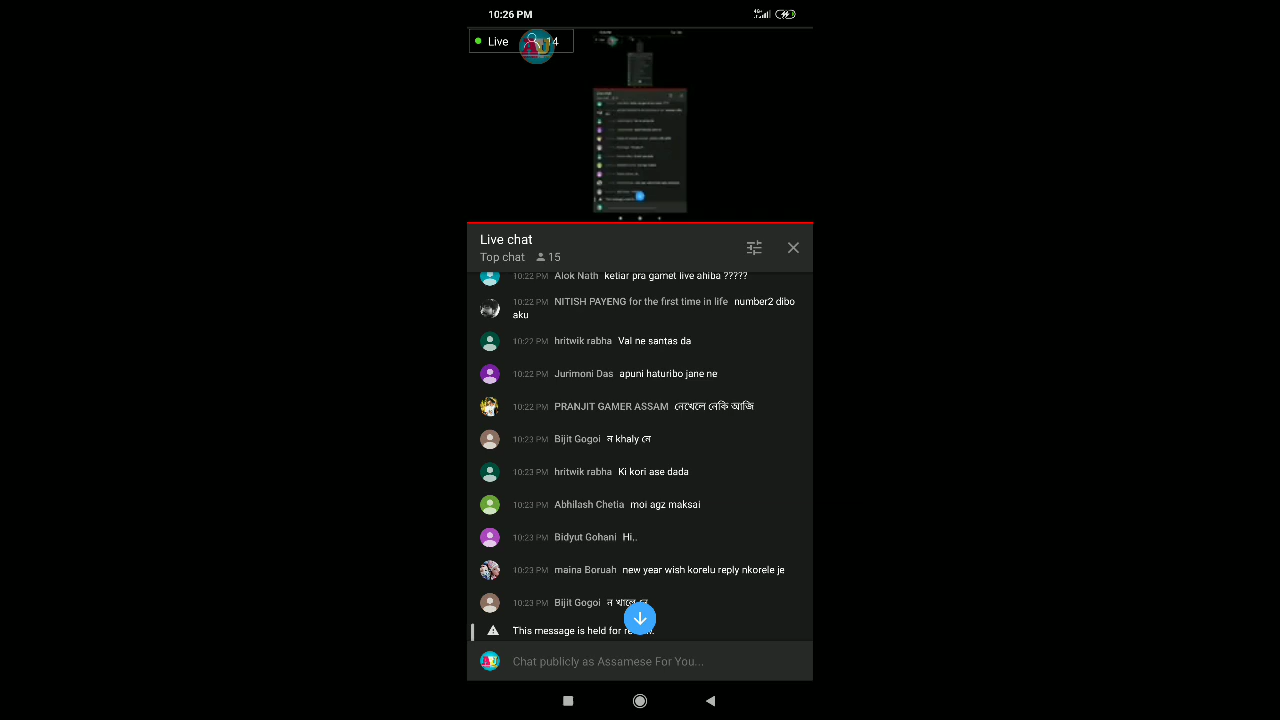 10:26 PM
4G+
Live 14
Live chat
Top chat 15
10:22 PM Alok Nath ketiar pra gamet live ahiba ?????
10:22 PM NITISH PAYENG for the first time in life number2 dibo
aku
10:22 PM hritwik rabha Val ne santas da
10:22 PM Jurimoni Das apuni haturibo jane ne
10:22 PM PRANJIT GAMER ASSAM নেখেলে নেকি আজি
10:23 PM Bijit Gogoi ন khaly নে
10:23 PM hritwik rabha Ki kori ase dada
10:23 PM Abhilash Chetia moi agz maksai
10:23 PM Bidyut Gohani Hi..
10:23 PM maina Boruah new year wish korelu reply nkorele je
10:23 PM Bijit Gogoi ন খালে
This message is held for
Chat publicly as Assamese For You...